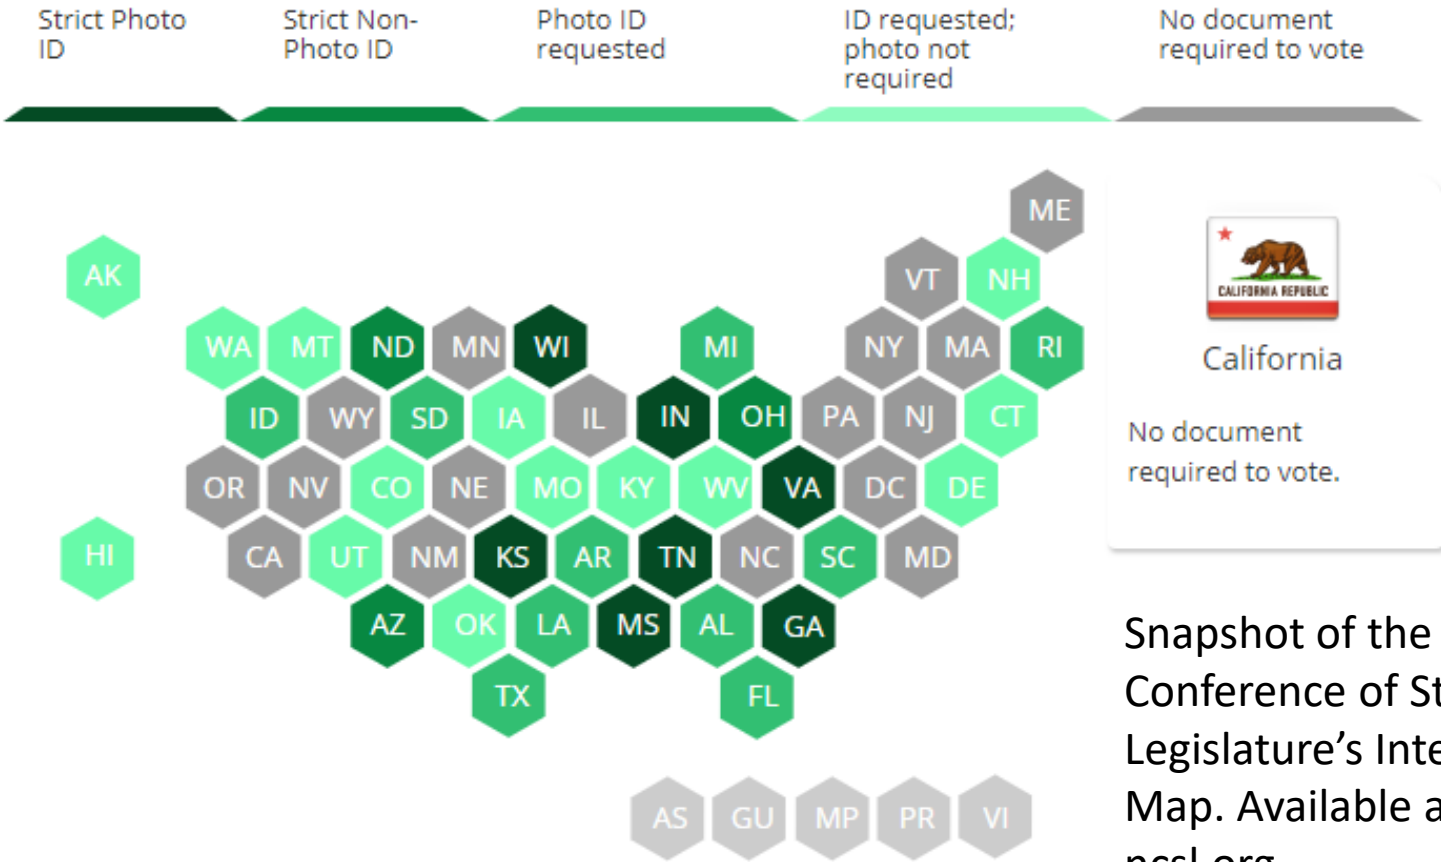 Strict Photo
ID
Strict Non-
Photo ID
Photo ID
requested
ID requested;
photo not
required
No document
required to vote
ME
AK
VT NH
WA MT ND MN WI MI NY MA RI
ID WY SD IA IL IN OH PA NJ CT
OR NV CO NE MO KY WV VA DC DE
HI CA UT NM KS AR TN NC SC MD
AZ OK LA MS AL GA
TX FL
AS GU MP PR VI
CALIFORNIA REPUBLIC
California
No document
required to vote.
Snapshot of the
Conference of
Legislature’s
Map. Available
ncsl.org